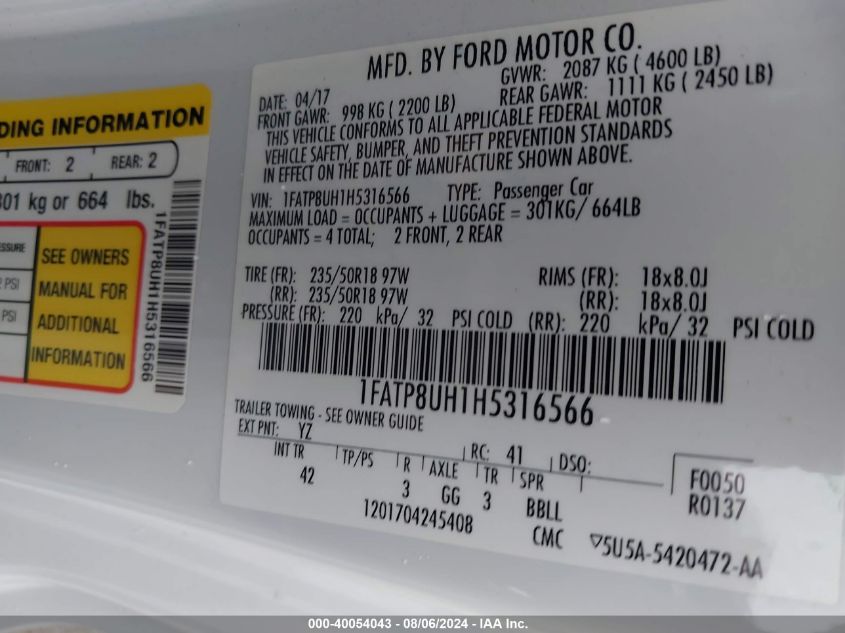 DING INFORMATION
FRONT: 2 REAR: 2
301 kg or 664 lbs.
SSURE
PSI
PSI
SEE OWNERS
MANUAL FOR
ADDITIONAL
INFORMATION
1FATP8UH1H5316566
MFD. BY FORD MOTOR CO.
DATE: 04/17 GVWR: 2087 KG ( 4600 LB)
FRONT GAWR: 998 KG ( 2200 LB) REAR GAWR: 1111 KG ( 2450 LB)
THIS VEHICLE CONFORMS TO ALL APPLICABLE FEDERAL MOTOR
VEHICLE SAFETY, BUMPER, AND THEFT PREVENTION STANDARDS
IN EFFECT ON THE DATE OF MANUFACTURE SHOWN ABOVE.
VIN: 1FATP8UH1H5316566 TYPE: Passenger Car
MAXIMUM LOAD = OCCUPANTS + LUGGAGE = 301KG/ 664LB
OCCUPANTS = 4 TOTAL; 2 FRONT, 2 REAR
TIRE (FR): 235/50R18 97W RIMS (FR): 18x8.0J
(RR): 235/50R18 97W (RR): 18x8.0J
PRESSURE (FR): 220 kPa/ 32 PSI COLD (RR): 220 kPa/ 32 PSI COLD
1FATP8UH1H5316566
TRAILER TOWING - SEE OWNER GUIDE
EXT PNT: YZ RC: 41 DSO:
INT TR TP/PS R AXLE TR SPR
42 3 GG 3 BBLL
F0050
R0137
1201704245408 CMC ▽5U5A-5420472-AA
000-40054043 - 08/06/2024 - IAA Inc.